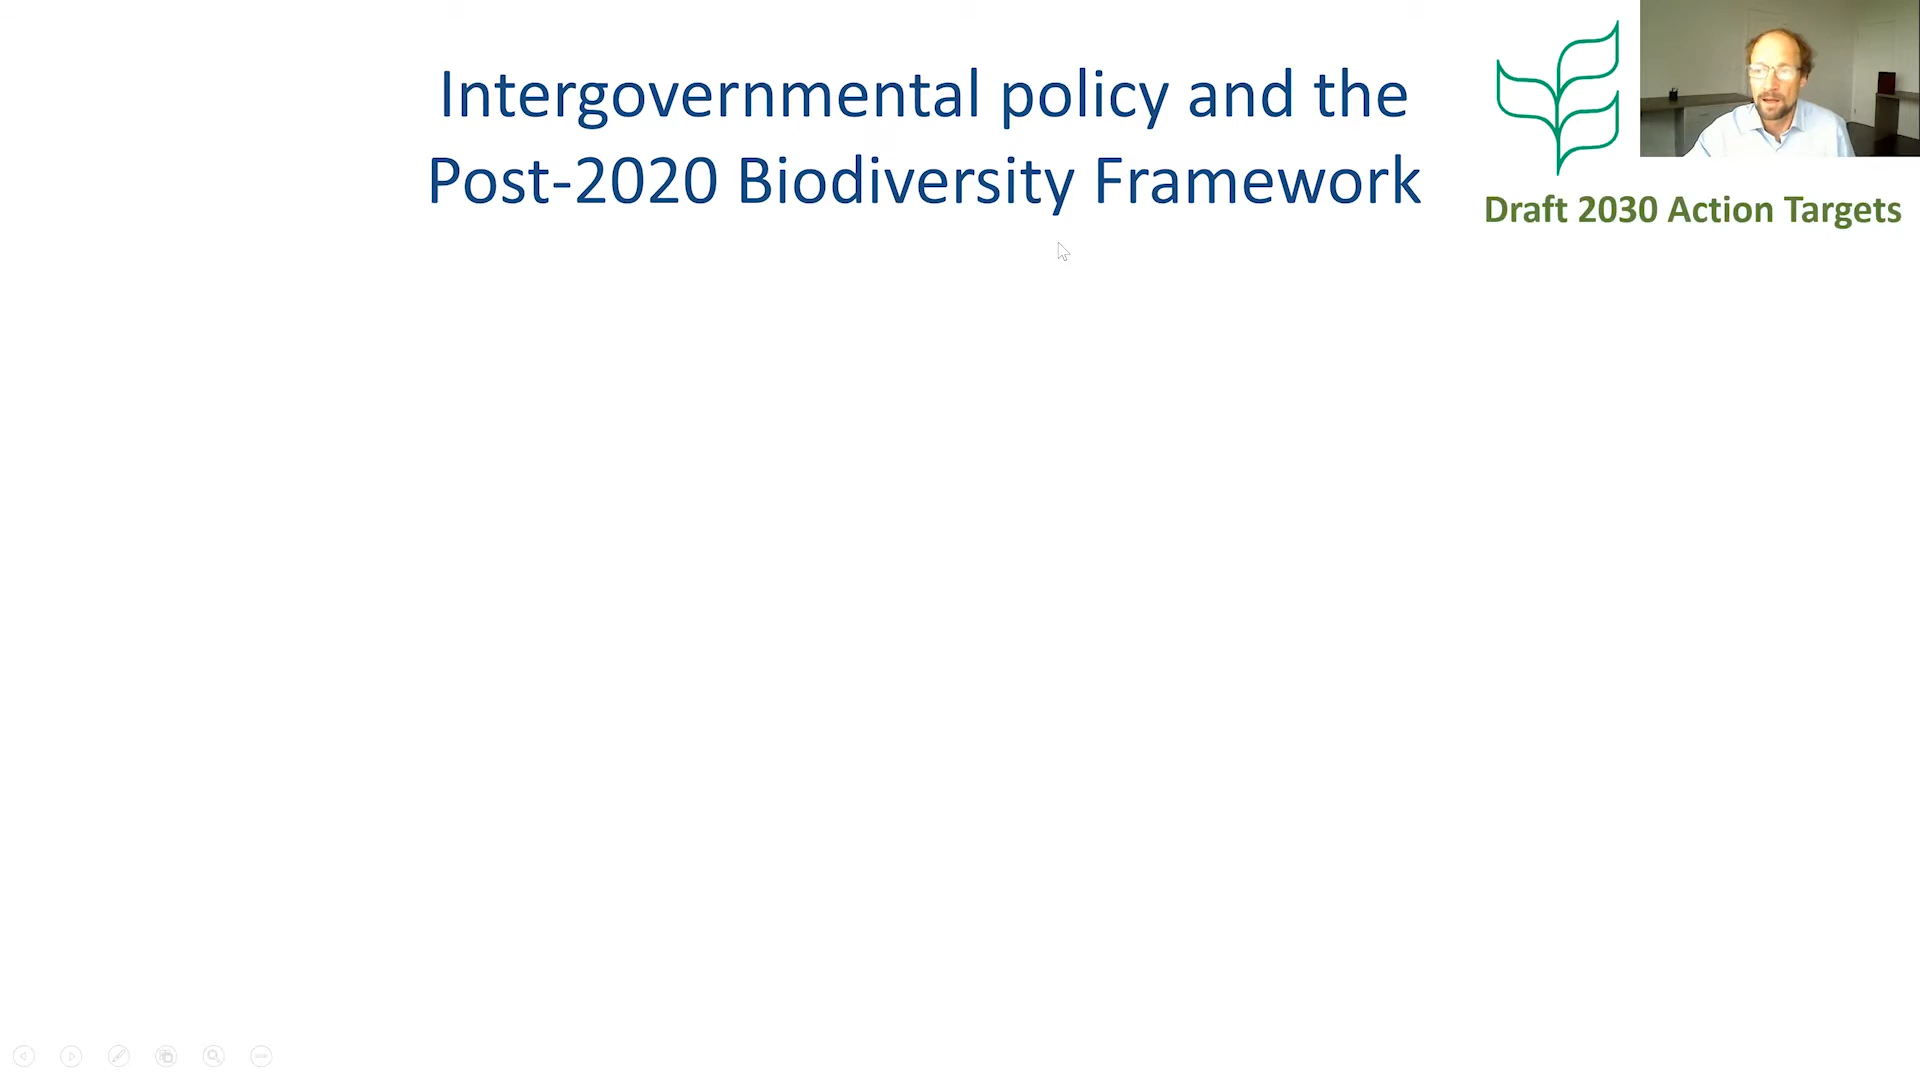 Intergovernmental policy and the
Post-2020 Biodiversity Framework
Draft 2030 Action Targets